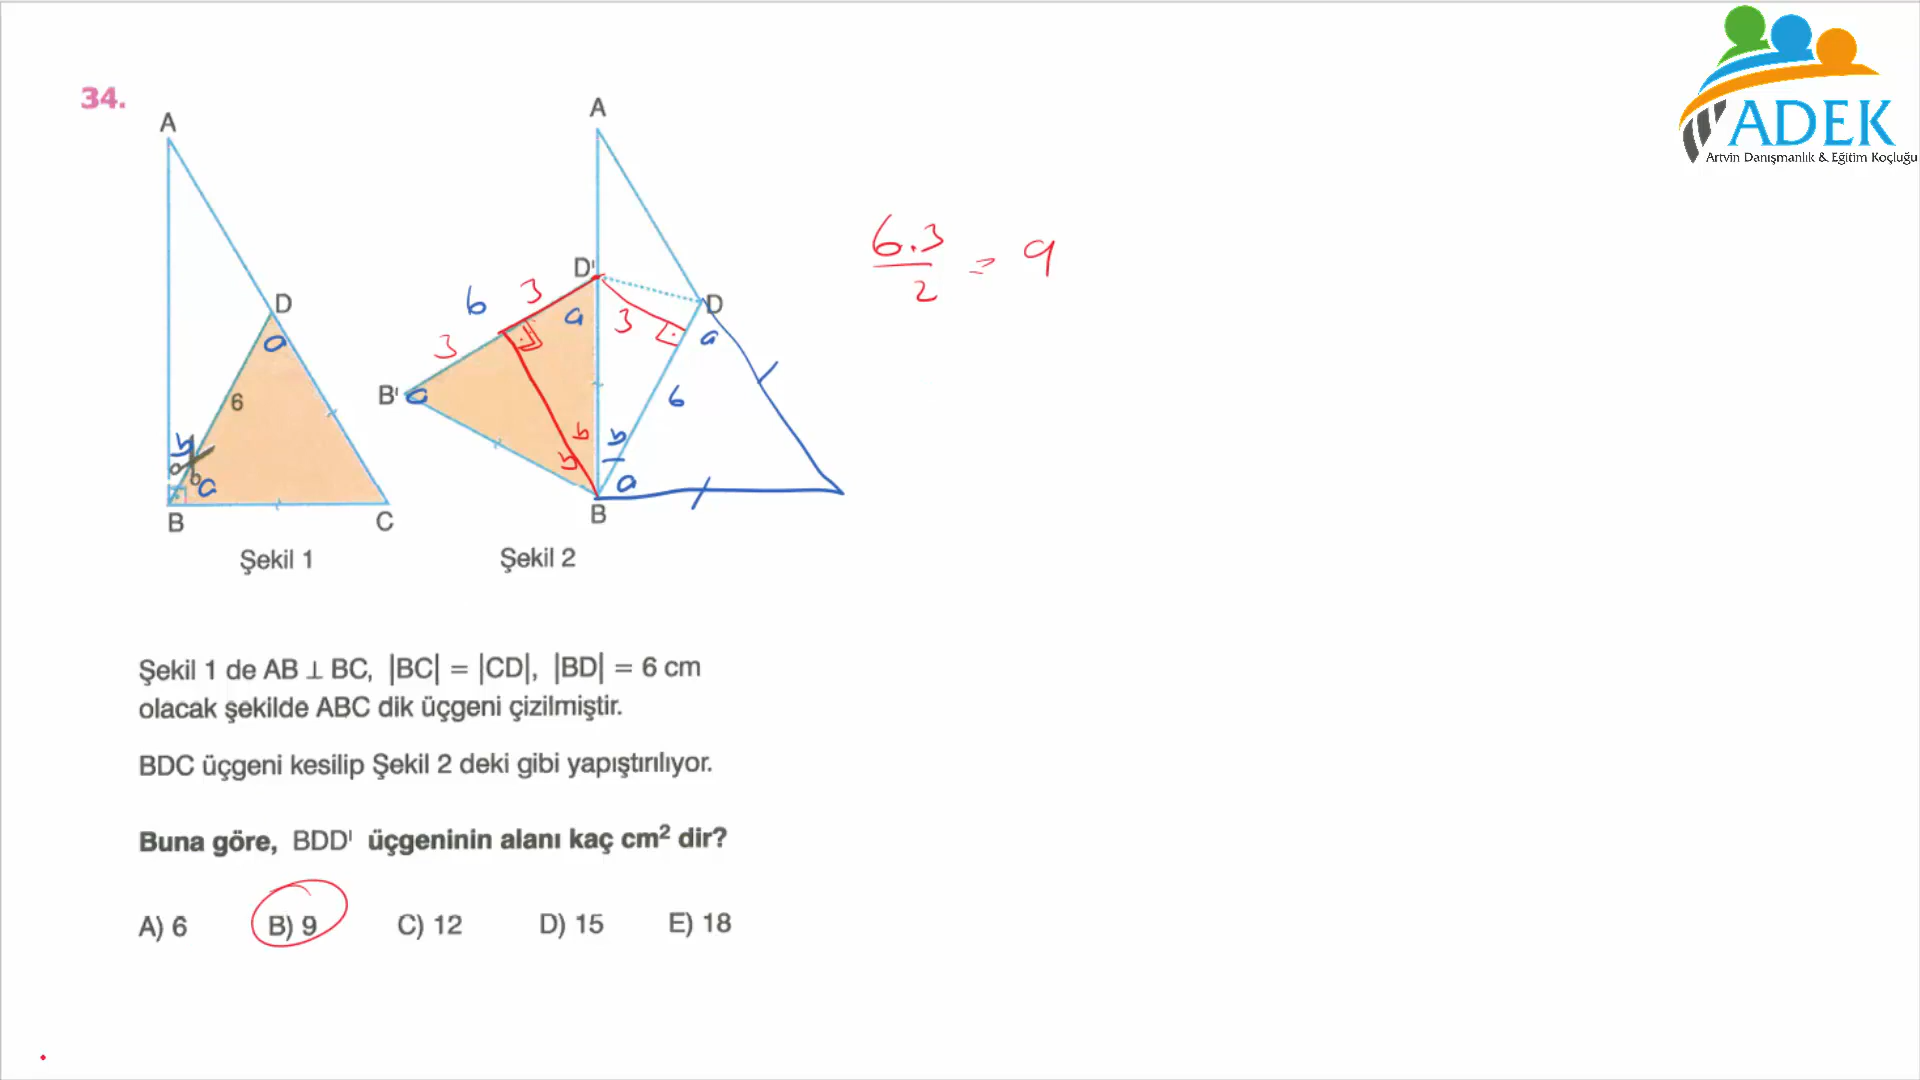 ADEK
Artvin Danışmanlık & Eğitim Koçluğu
34.
A
D
a
6
b
a
B
C
Şekil 1
A
D'
6
3
a
3
3
D
a
B'
a
6
b
b
b
a
B
Şekil 2
6.3
2
= 9
Şekil 1 de AB ⊥ BC, |BC| = |CD|, |BD| = 6 cm
olacak şekilde ABC dik üçgeni çizilmiştir.
BDC üçgeni kesilip Şekil 2 deki gibi yapıştırılıyor.
Buna göre, BDD' üçgeninin alanı kaç cm² dir?
A) 6 B) 9 C) 12 D) 15 E) 18